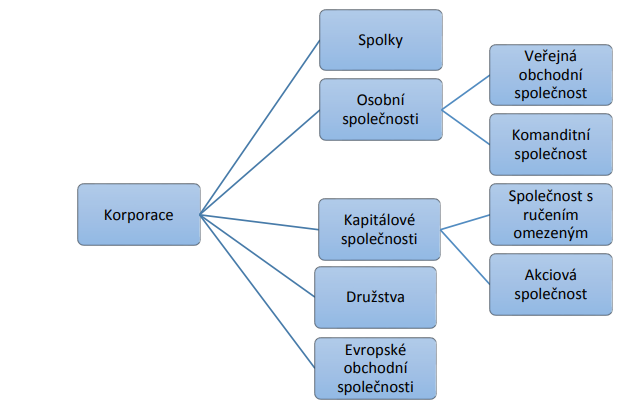 Korporace
Spolky
Osobní
společnosti
Veřejná
obchodní
společnost
Komanditní
společnost
Kapitálové
společnosti
Společnost s
ručením
omezeným
Akciová
společnost
Družstva
Evropské
obchodní
společnosti